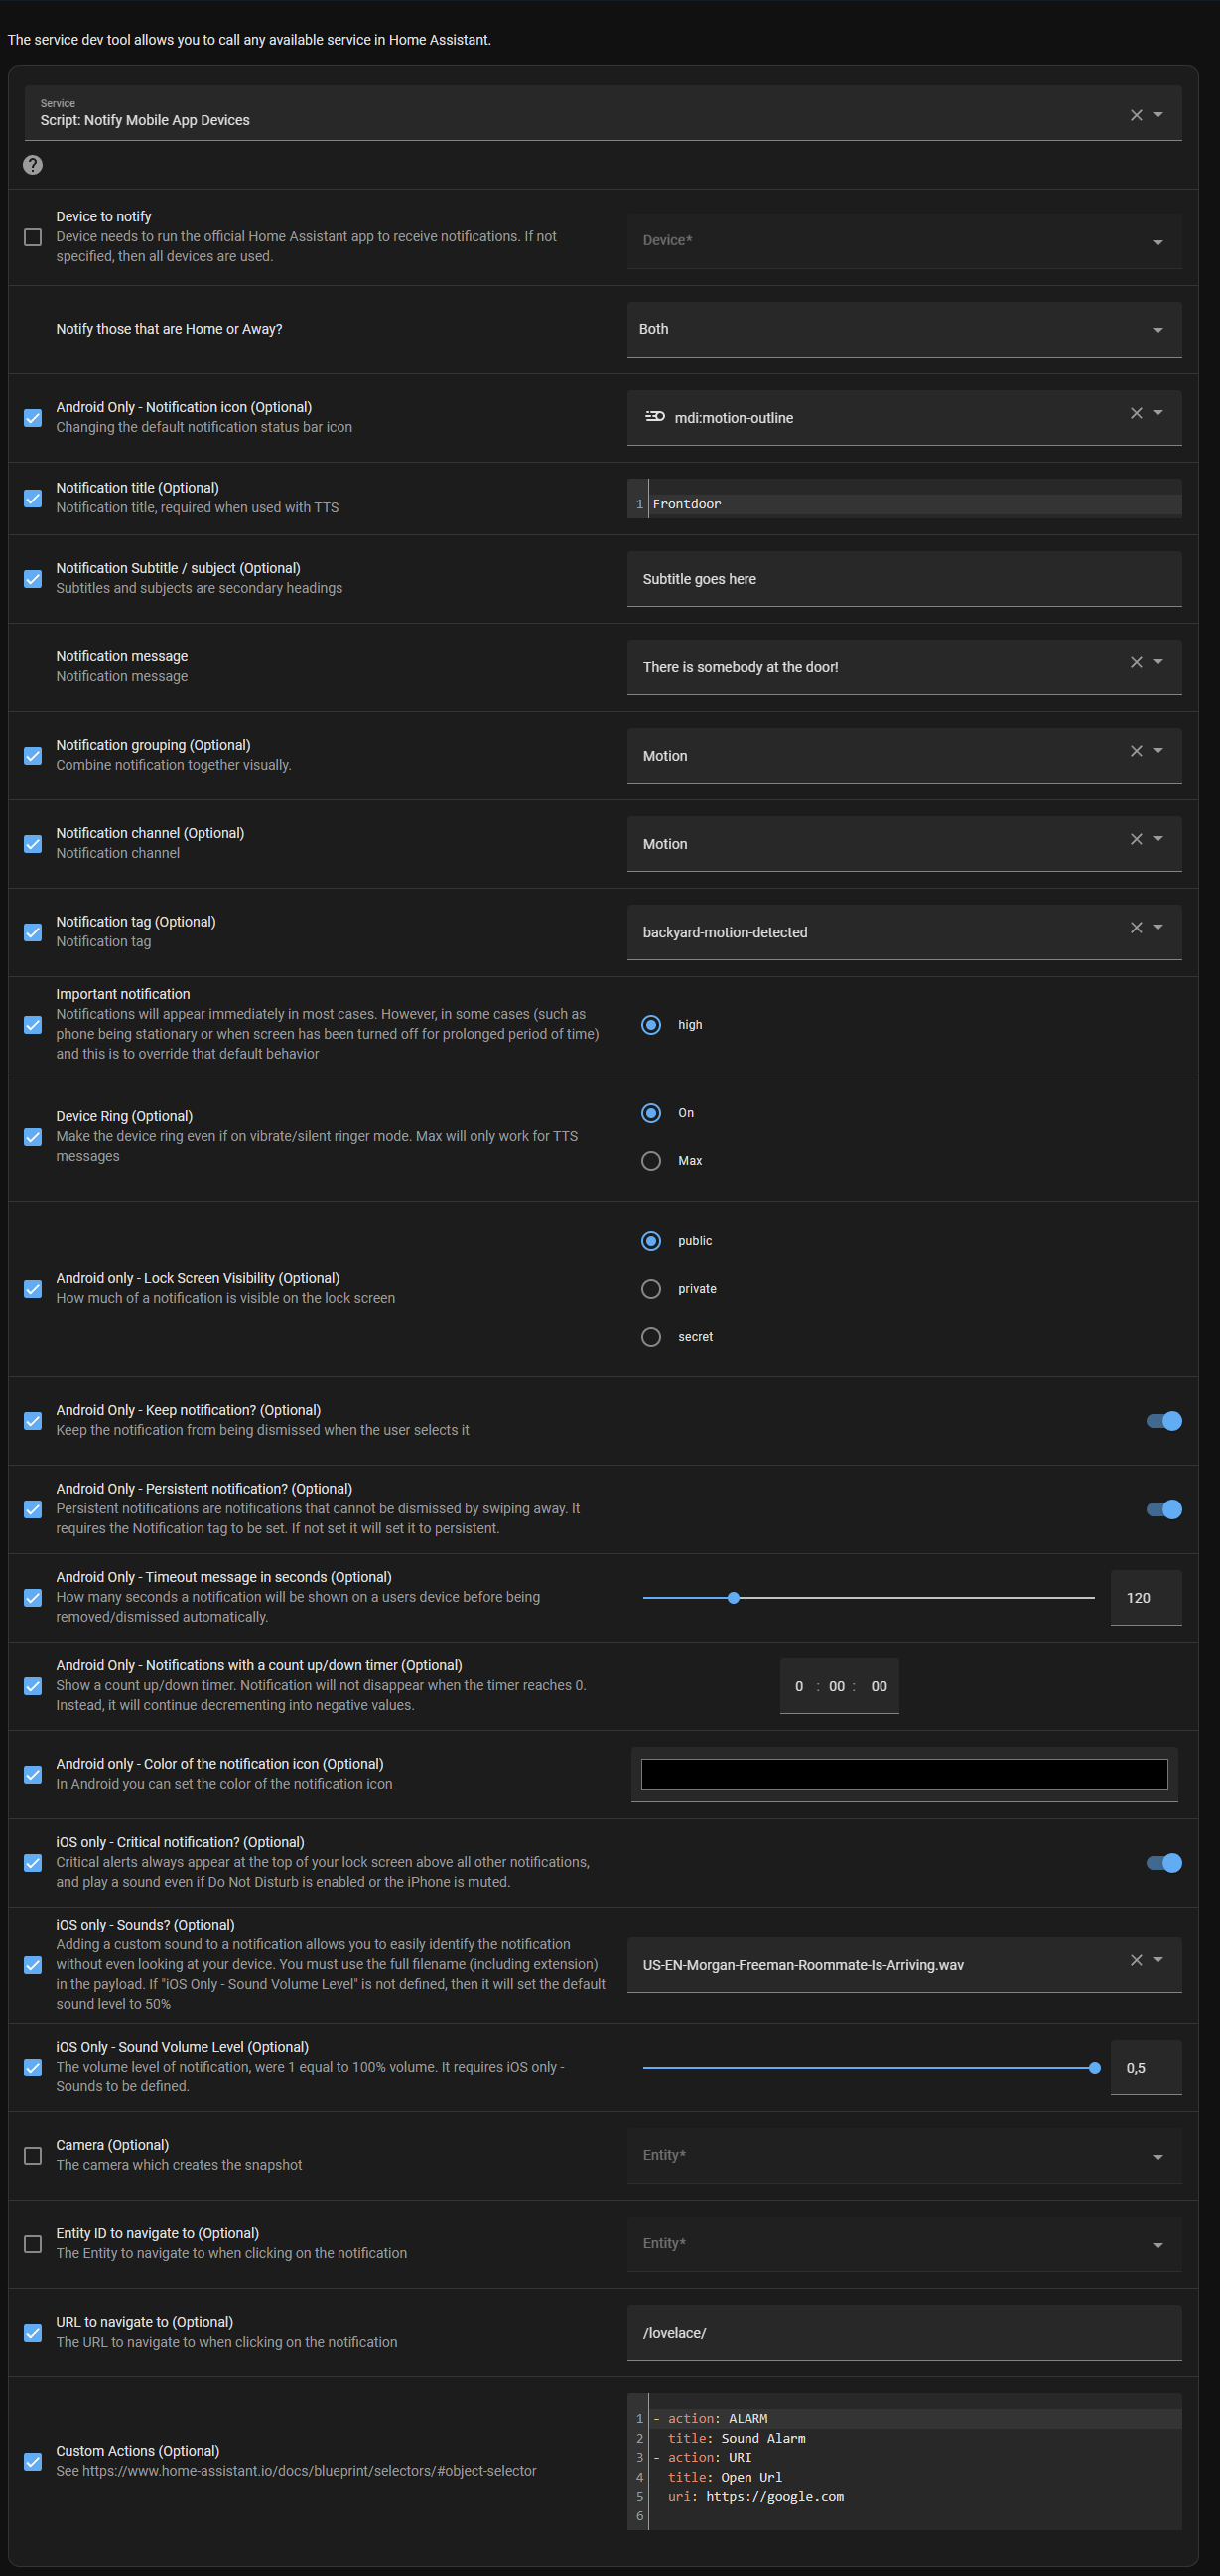 The service dev tool allows you to call any available service in Home Assistant.
Service
Script: Notify Mobile App Devices
?
Device to notify
Device needs to run the official Home Assistant app to receive notifications. If not
specified, then all devices are used.
Device*
Notify those that are Home or Away?
Both
Android Only - Notification icon (Optional)
Changing the default notification status bar icon
mdi:motion-outline
Notification title (Optional)
Notification title, required when used with TTS
1 Frontdoor
Notification Subtitle / subject (Optional)
Subtitles and subjects are secondary headings
Subtitle goes here
Notification message
Notification message
There is somebody at the door!
Notification grouping (Optional)
Combine notification together visually.
Motion
Notification channel (Optional)
Notification channel
Motion
Notification tag (Optional)
Notification tag
backyard-motion-detected
Important notification
Notifications will appear immediately in most cases. However, in some cases (such as
phone being stationary or when screen has been turned off for prolonged period of time)
and this is to override that default behavior
high
Device Ring (Optional)
Make the device ring even if on vibrate/silent ringer mode. Max will only work for TTS
messages
On
Max
Android only - Lock Screen Visibility (Optional)
How much of a notification is visible on the lock screen
public
private
secret
Android Only - Keep notification? (Optional)
Keep the notification from being dismissed when the user selects it
Android Only - Persistent notification? (Optional)
Persistent notifications are notifications that cannot be dismissed by swiping away. It
requires the Notification tag to be set. If not set it will set it to persistent.
Android Only - Timeout message in seconds (Optional)
How many seconds a notification will be shown on a users device before being
removed/dismissed automatically.
120
Android Only - Notifications with a count up/down timer (Optional)
Show a count up/down timer. Notification will not disappear when the timer reaches 0.
Instead, it will continue decrementing into negative values.
0 : 00 : 00
Android only - Color of the notification icon (Optional)
In Android you can set the color of the notification icon
iOS only - Critical notification? (Optional)
Critical alerts always appear at the top of your lock screen above all other notifications,
and play a sound even if Do Not Disturb is enabled or the iPhone is muted.
iOS only - Sounds? (Optional)
Adding a custom sound to a notification allows you to easily identify the notification
without even looking at your device. You must use the full filename (including extension)
in the payload. If "iOS Only - Sound Volume Level" is not defined, then it will set the default
sound level to 50%
US-EN-Morgan-Freeman-Roommate-Is-Arriving.wav
iOS Only - Sound Volume Level (Optional)
The volume level of notification, were 1 equal to 100% volume. It requires iOS only -
Sounds to be defined.
0,5
Camera (Optional)
The camera which creates the snapshot
Entity*
Entity ID to navigate to (Optional)
The Entity to navigate to when clicking on the notification
Entity*
URL to navigate to (Optional)
The URL to navigate to when clicking on the notification
/lovelace/
Custom Actions (Optional)
See https://www.home-assistant.io/docs/blueprint/selectors/#object-selector
1 - action: ALARM
2 title: Sound Alarm
3 - action: URI
4 title: Open Url
5 uri: https://google.com
6